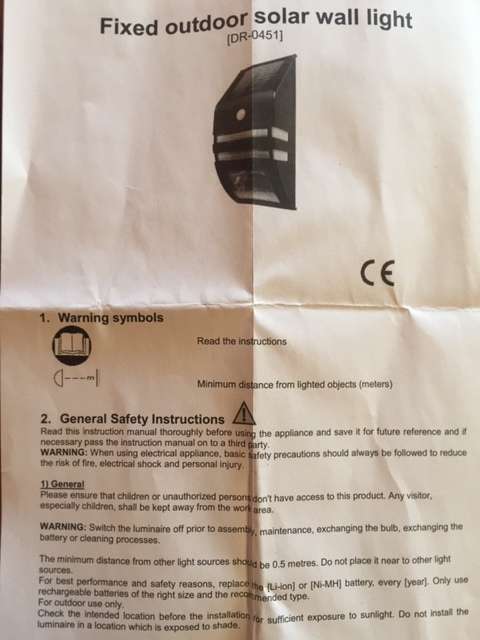 Fixed outdoor solar wall light
[DR-0451]
CE
1. Warning symbols
Read the instructions
m
Minimum distance from lighted objects (meters)
2. General Safety Instructions
Read this instruction manual thoroughly before using the appliance and save it for future reference and if
necessary pass the instruction manual on to a third party.
WARNING: When using electrical appliance, basic safety precautions should always be followed to reduce
the risk of fire, electrical shock and personal injury.
1) General
Please ensure that children or unauthorized persons don't have access to this product. Any visitor,
especially children, shall be kept away from the work area.
WARNING: Switch the luminaire off prior to assembly, maintenance, exchanging the bulb, exchanging the
battery or cleaning processes.
The minimum distance from other light sources should be 0.5 metres. Do not place it near to other light
sources.
For best performance and safety reasons, replace the [Li-ion] or [Ni-MH] battery, every [year]. Only use
rechargeable batteries of the right size and the recommended type.
For outdoor use only.
Check the intended location before the installation for sufficient exposure to sunlight. Do not install the
luminaire in a location which is exposed to shade.